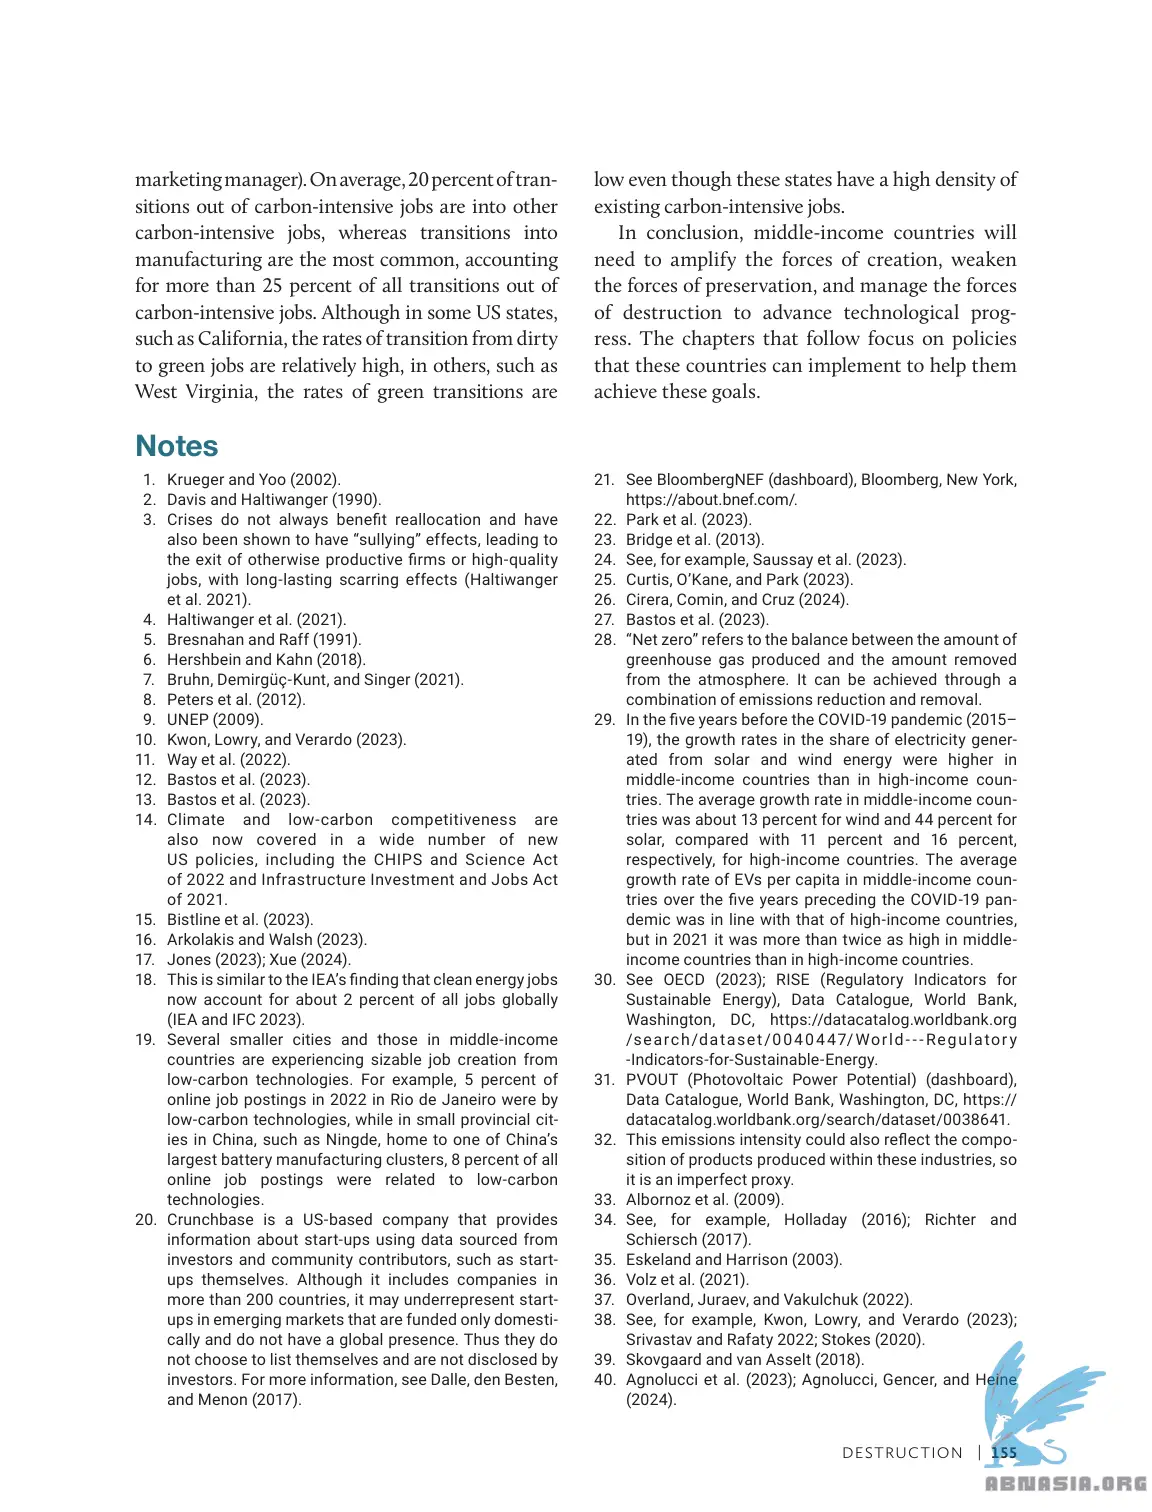 marketing manager). On average, 20 percent of tran-
sitions out of carbon-intensive jobs are into other
carbon-intensive jobs, whereas transitions into
manufacturing are the most common, accounting
for more than 25 percent of all transitions out of
carbon-intensive jobs. Although in some US states,
such as California, the rates of transition from dirty
to green jobs are relatively high, in others, such as
West Virginia, the rates of green transitions are
low even though these states have a high density of
existing carbon-intensive jobs.
In conclusion, middle-income countries will
need to amplify the forces of creation, weaken
the forces of preservation, and manage the forces
of destruction to advance technological prog-
ress. The chapters that follow focus on policies
that these countries can implement to help them
achieve these goals.
Notes
1. Krueger and Yoo (2002).
2. Davis and Haltiwanger (1990).
3. Crises do not always benefit reallocation and have
also been shown to have “sullying” effects, leading to
the exit of otherwise productive firms or high-quality
jobs, with long-lasting scarring effects (Haltiwanger
et al. 2021).
4. Haltiwanger et al. (2021).
5. Bresnahan and Raff (1991).
6. Hershbein and Kahn (2018).
7. Bruhn, Demirgüç-Kunt, and Singer (2021).
8. Peters et al. (2012).
9. UNEP (2009).
10. Kwon, Lowry, and Verardo (2023).
11. Way et al. (2022).
12. Bastos et al. (2023).
13. Bastos et al. (2023).
14. Climate and low-carbon competitiveness are
also now covered in a wide number of new
US policies, including the CHIPS and Science Act
of 2022 and Infrastructure Investment and Jobs Act
of 2021.
15. Bistline et al. (2023).
16. Arkolakis and Walsh (2023).
17. Jones (2023); Xue (2024).
18. This is similar to the IEA’s finding that clean energy jobs
now account for about 2 percent of all jobs globally
(IEA and IFC 2023).
19. Several smaller cities and those in middle-income
countries are experiencing sizable job creation from
low-carbon technologies. For example, 5 percent of
online job postings in 2022 in Rio de Janeiro were by
low-carbon technologies, while in small provincial cit-
ies in China, such as Ningde, home to one of China’s
largest battery manufacturing clusters, 8 percent of all
online job postings were related to low-carbon
technologies.
20. Crunchbase is a US-based company that provides
information about start-ups using data sourced from
investors and community contributors, such as start-
ups themselves. Although it includes companies in
more than 200 countries, it may underrepresent start-
ups in emerging markets that are funded only domesti-
cally and do not have a global presence. Thus they do
not choose to list themselves and are not disclosed by
investors. For more information, see Dalle, den Besten,
and Menon (2017).
21. See BloombergNEF (dashboard), Bloomberg, New York,
https://about.bnef.com/.
22. Park et al. (2023).
23. Bridge et al. (2013).
24. See, for example, Saussay et al. (2023).
25. Curtis, O’Kane, and Park (2023).
26. Cirera, Comin, and Cruz (2024).
27. Bastos et al. (2023).
28. “Net zero” refers to the balance between the amount of
greenhouse gas produced and the amount removed
from the atmosphere. It can be achieved through a
combination of emissions reduction and removal.
29. In the five years before the COVID-19 pandemic (2015–
19), the growth rates in the share of electricity gener-
ated from solar and wind energy were higher in
middle-income countries than in high-income coun-
tries. The average growth rate in middle-income coun-
tries was about 13 percent for wind and 44 percent for
solar, compared with 11 percent and 16 percent,
respectively, for high-income countries. The average
growth rate of EVs per capita in middle-income coun-
tries over the five years preceding the COVID-19 pan-
demic was in line with that of high-income countries,
but in 2021 it was more than twice as high in middle-
income countries than in high-income countries.
30. See OECD (2023); RISE (Regulatory Indicators for
Sustainable Energy), Data Catalogue, World Bank,
Washington, DC, https://datacatalog.worldbank.org
/search/dataset/0040447/World---Regulatory
-Indicators-for-Sustainable-Energy.
31. PVOUT (Photovoltaic Power Potential) (dashboard),
Data Catalogue, World Bank, Washington, DC, https://
datacatalog.worldbank.org/search/dataset/0038641.
32. This emissions intensity could also reflect the compo-
sition of products produced within these industries, so
it is an imperfect proxy.
33. Albornoz et al. (2009).
34. See, for example, Holladay (2016); Richter and
Schiersch (2017).
35. Eskeland and Harrison (2003).
36. Volz et al. (2021).
37. Overland, Juraev, and Vakulchuk (2022).
38. See, for example, Kwon, Lowry, and Verardo (2023);
Srivastav and Rafaty 2022; Stokes (2020).
39. Skovgaard and van Asselt (2018).
40. Agnolucci et al. (2023); Agnolucci, Gencer, and Heine
(2024).
DESTRUCTION | 155
ABNASIA.ORG